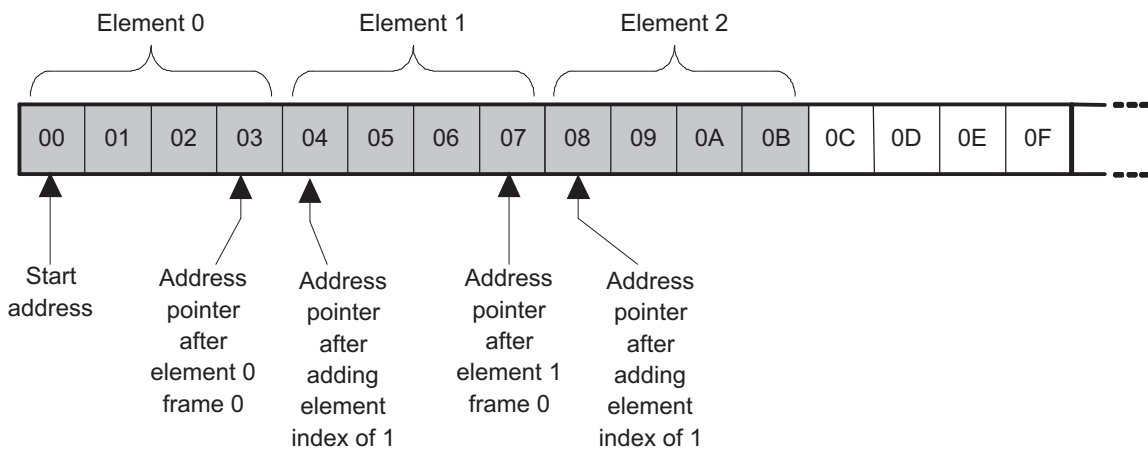 Element 0 Element 1 Element 2
00 01 02 03 04 05 06 07 08 09 0A 0B 0C 0D 0E 0F
Start
address
Address
pointer
after
element 0
frame 0
Address
pointer
after
adding
element
index of 1
Address
pointer
after
element 1
frame 0
Address
pointer
after
adding
element
index of 1